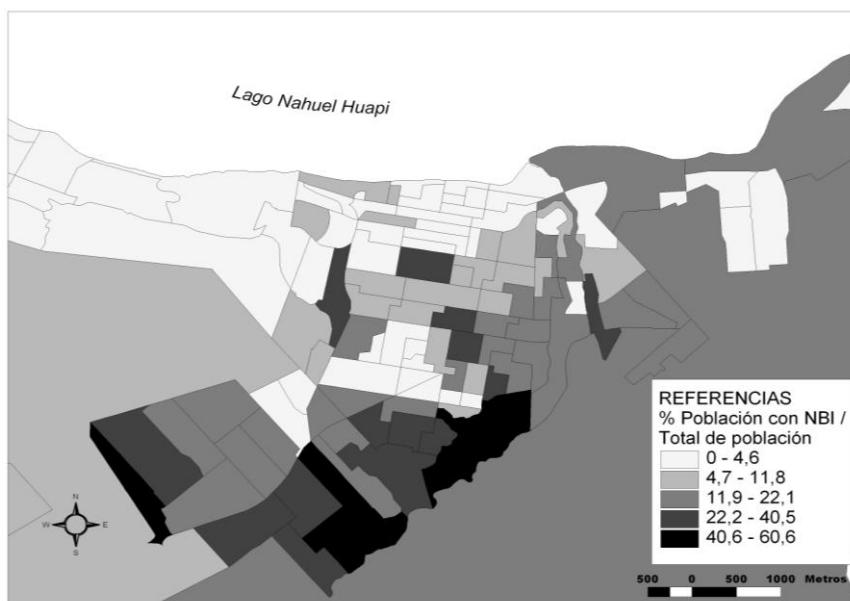 Lago Nahuel Huapi
N
W E
S
REFERENCIAS
% Población con NBI /
Total de población
0 - 4,6
4,7 - 11,8
11,9 - 22,1
22,2 - 40,5
40,6 - 60,6
500 0 500 1000 Metros